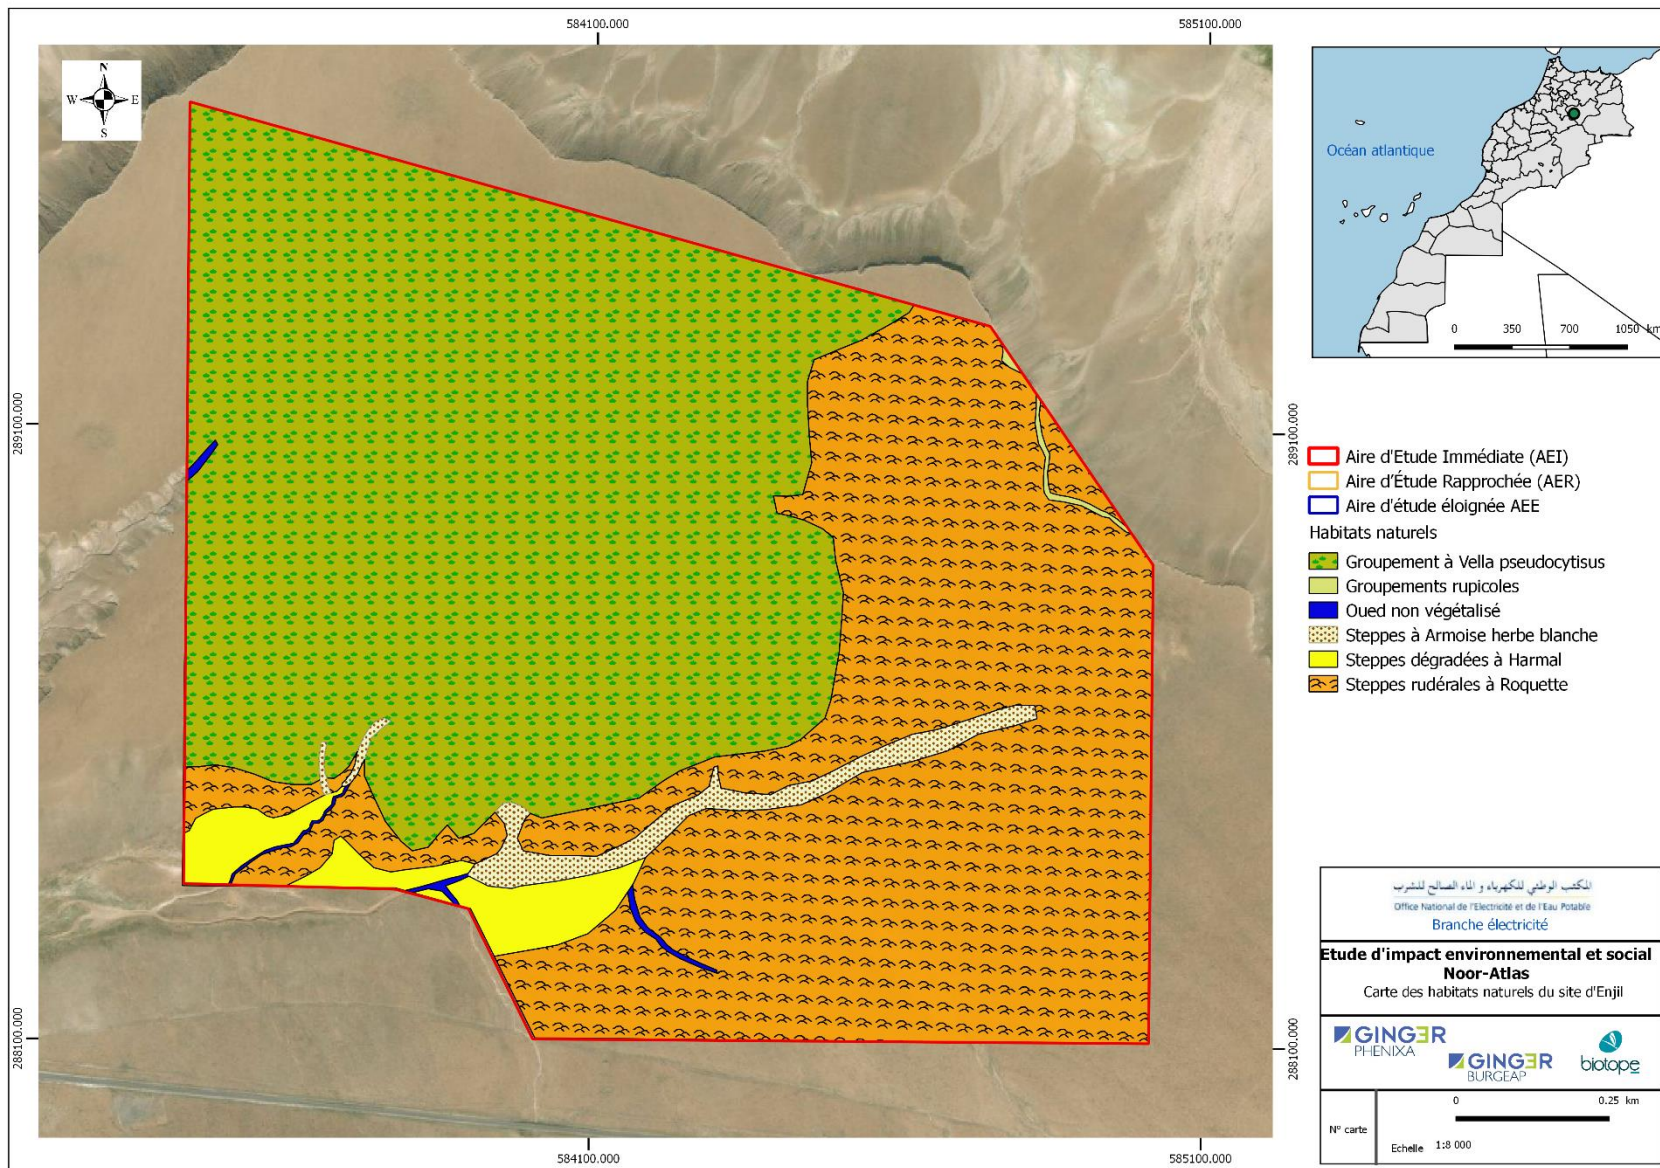 584100.000
585100.000
N
W
E
S
289100.000
289100.000
288100.000
288100.000
584100.000
585100.000
Océan atlantique
0 350 700 1050 km
Aire d'Etude Immédiate (AEI)
Aire d'Étude Rapprochée (AER)
Aire d'étude éloignée AEE
Habitats naturels
Groupement à Vella pseudocytisus
Groupements rupicoles
Oued non végétalisé
Steppes à Armoise herbe blanche
Steppes dégradées à Harmal
Steppes rudérales à Roquette
المكتب الوطني للكهرباء و الماء الصالح للشرب
Office National de l'Electricité et de l'Eau Potable
Branche électricité
Etude d'impact environnemental et social
Noor-Atlas
Carte des habitats naturels du site d'Enjil
GINGER
PHENIXA
GINGER
BURGEAP
biotope
0 0.25 km
N° carte
Echelle 1:8 000